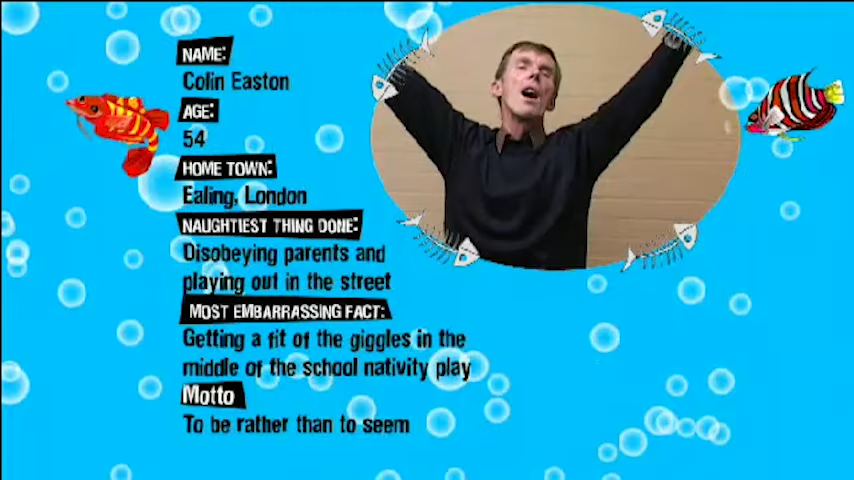 NAME:
Colin Easton
AGE:
54
HOME TOWN:
Ealing, London
NAUGHTIEST THING DONE:
Disobeying parents and
playing out in the street
MOST EMBARRASSING FACT:
Getting a fit of the giggles in the
middle of the school nativity play
Motto
To be rather than to seem